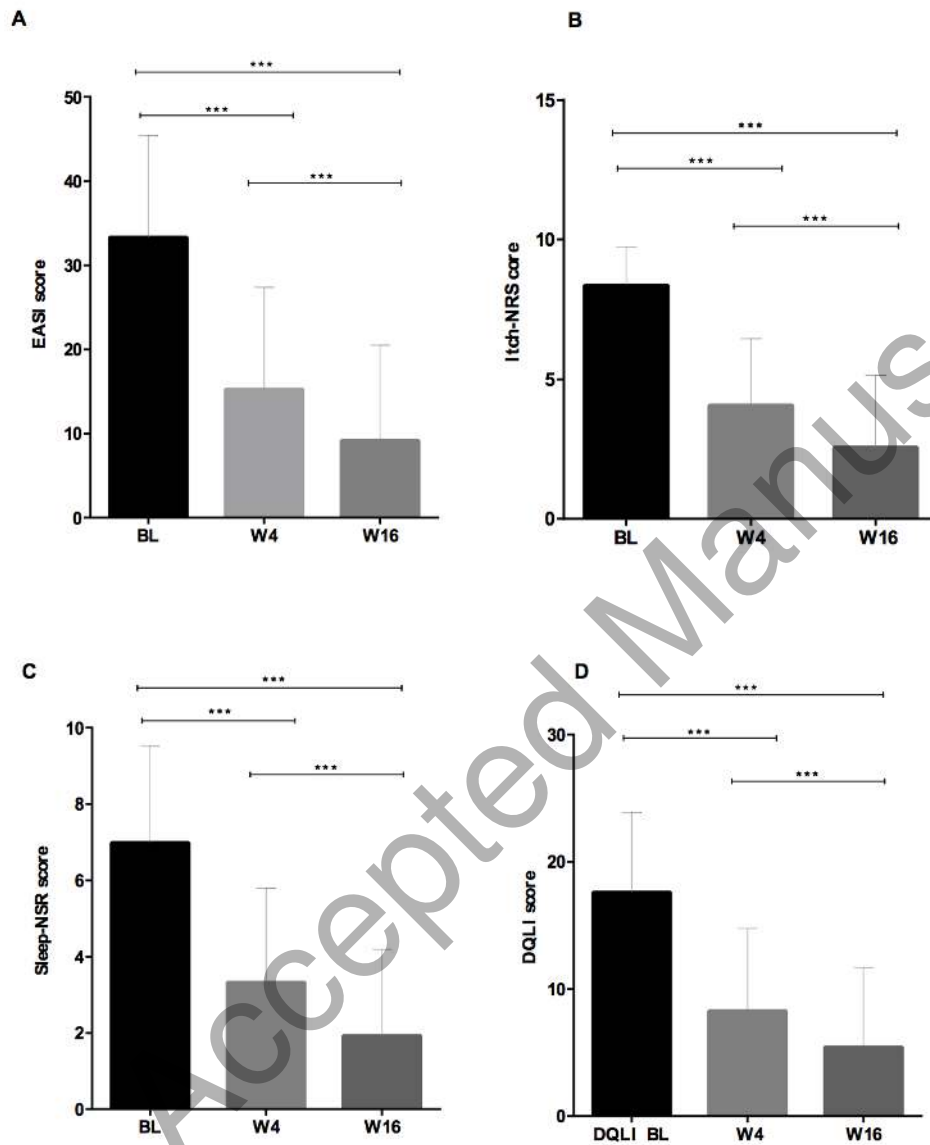 A
***
***
***
50
40
30
20
10
0
EASI score
BL W4 W16
B
***
***
***
15
10
5
0
Itch-NRS core
BL W4 W16
C
***
***
***
10
8
6
4
2
0
Sleep-NSR score
BL W4 W16
D
***
***
***
30
20
10
0
DQLI score
DQLI BL W4 W16
Accepted Manus